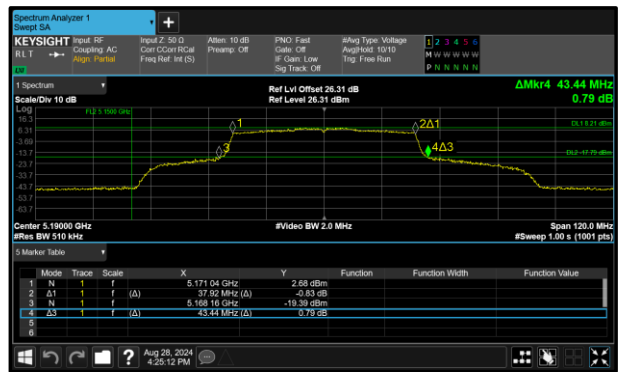 Spectrum Analyzer 1
Swept SA
KEYSIGHT Input: RF Input Z: 50 Ω Atten: 10 dB PNO: Fast #Avg Type: Voltage 1 2 3 4 5 6
RLT Coupling: AC Corr CCorr RCal Preamp: Off Gate: Off Avg|Hold: 10/10 M W W W W W
Align: Partial Freq Ref: Int (S) IF Gain: Low Trig: Free Run
Sig Track: Off P N N N N N
1 Spectrum Ref Lvl Offset 26.31 dB ΔMkr4 43.44 MHz
Scale/Div 10 dB Ref Level 26.31 dBm 0.79 dB
Log
16.3 FL2 5.1500 GHz
6.31 1 2Δ1 DL1 8.21 dBm
-3.69
-13.7 3 4Δ3 DL2 -17.79 dBm
-23.7
-33.7
-43.7
-53.7
-63.7
Center 5.19000 GHz #Video BW 2.0 MHz Span 120.0 MHz
#Res BW 510 kHz #Sweep 1.00 s (1001 pts)
5 Marker Table
Mode Trace Scale X Y Function Function Width Function Value
1 N 1 f 5.171 04 GHz 2.68 dBm
2 Δ1 1 f (Δ) 37.92 MHz (Δ) -0.83 dB
3 N 1 f 5.168 16 GHz -19.39 dBm
4 Δ3 1 f (Δ) 43.44 MHz (Δ) 0.79 dB
5
6
? Aug 28, 2024
4:25:12 PM